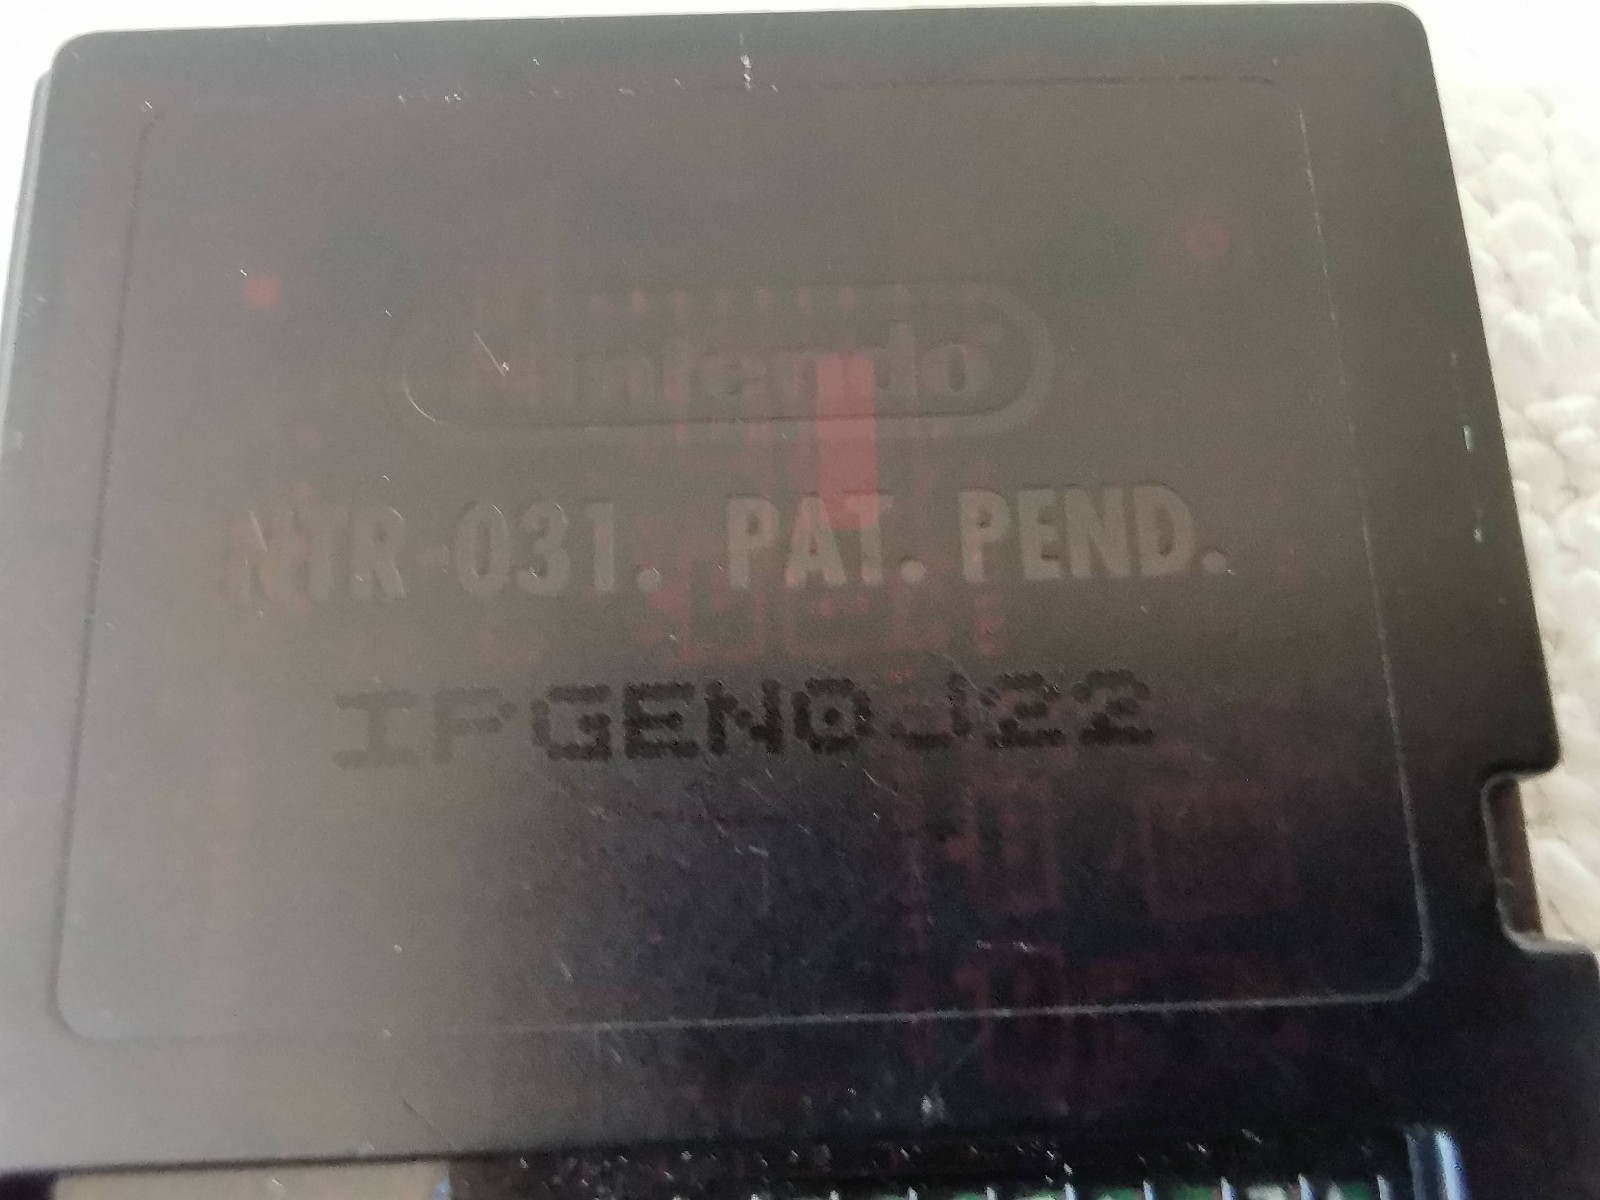 Nintendo
NTR-031. PAT. PEND.
IPGEN0J22